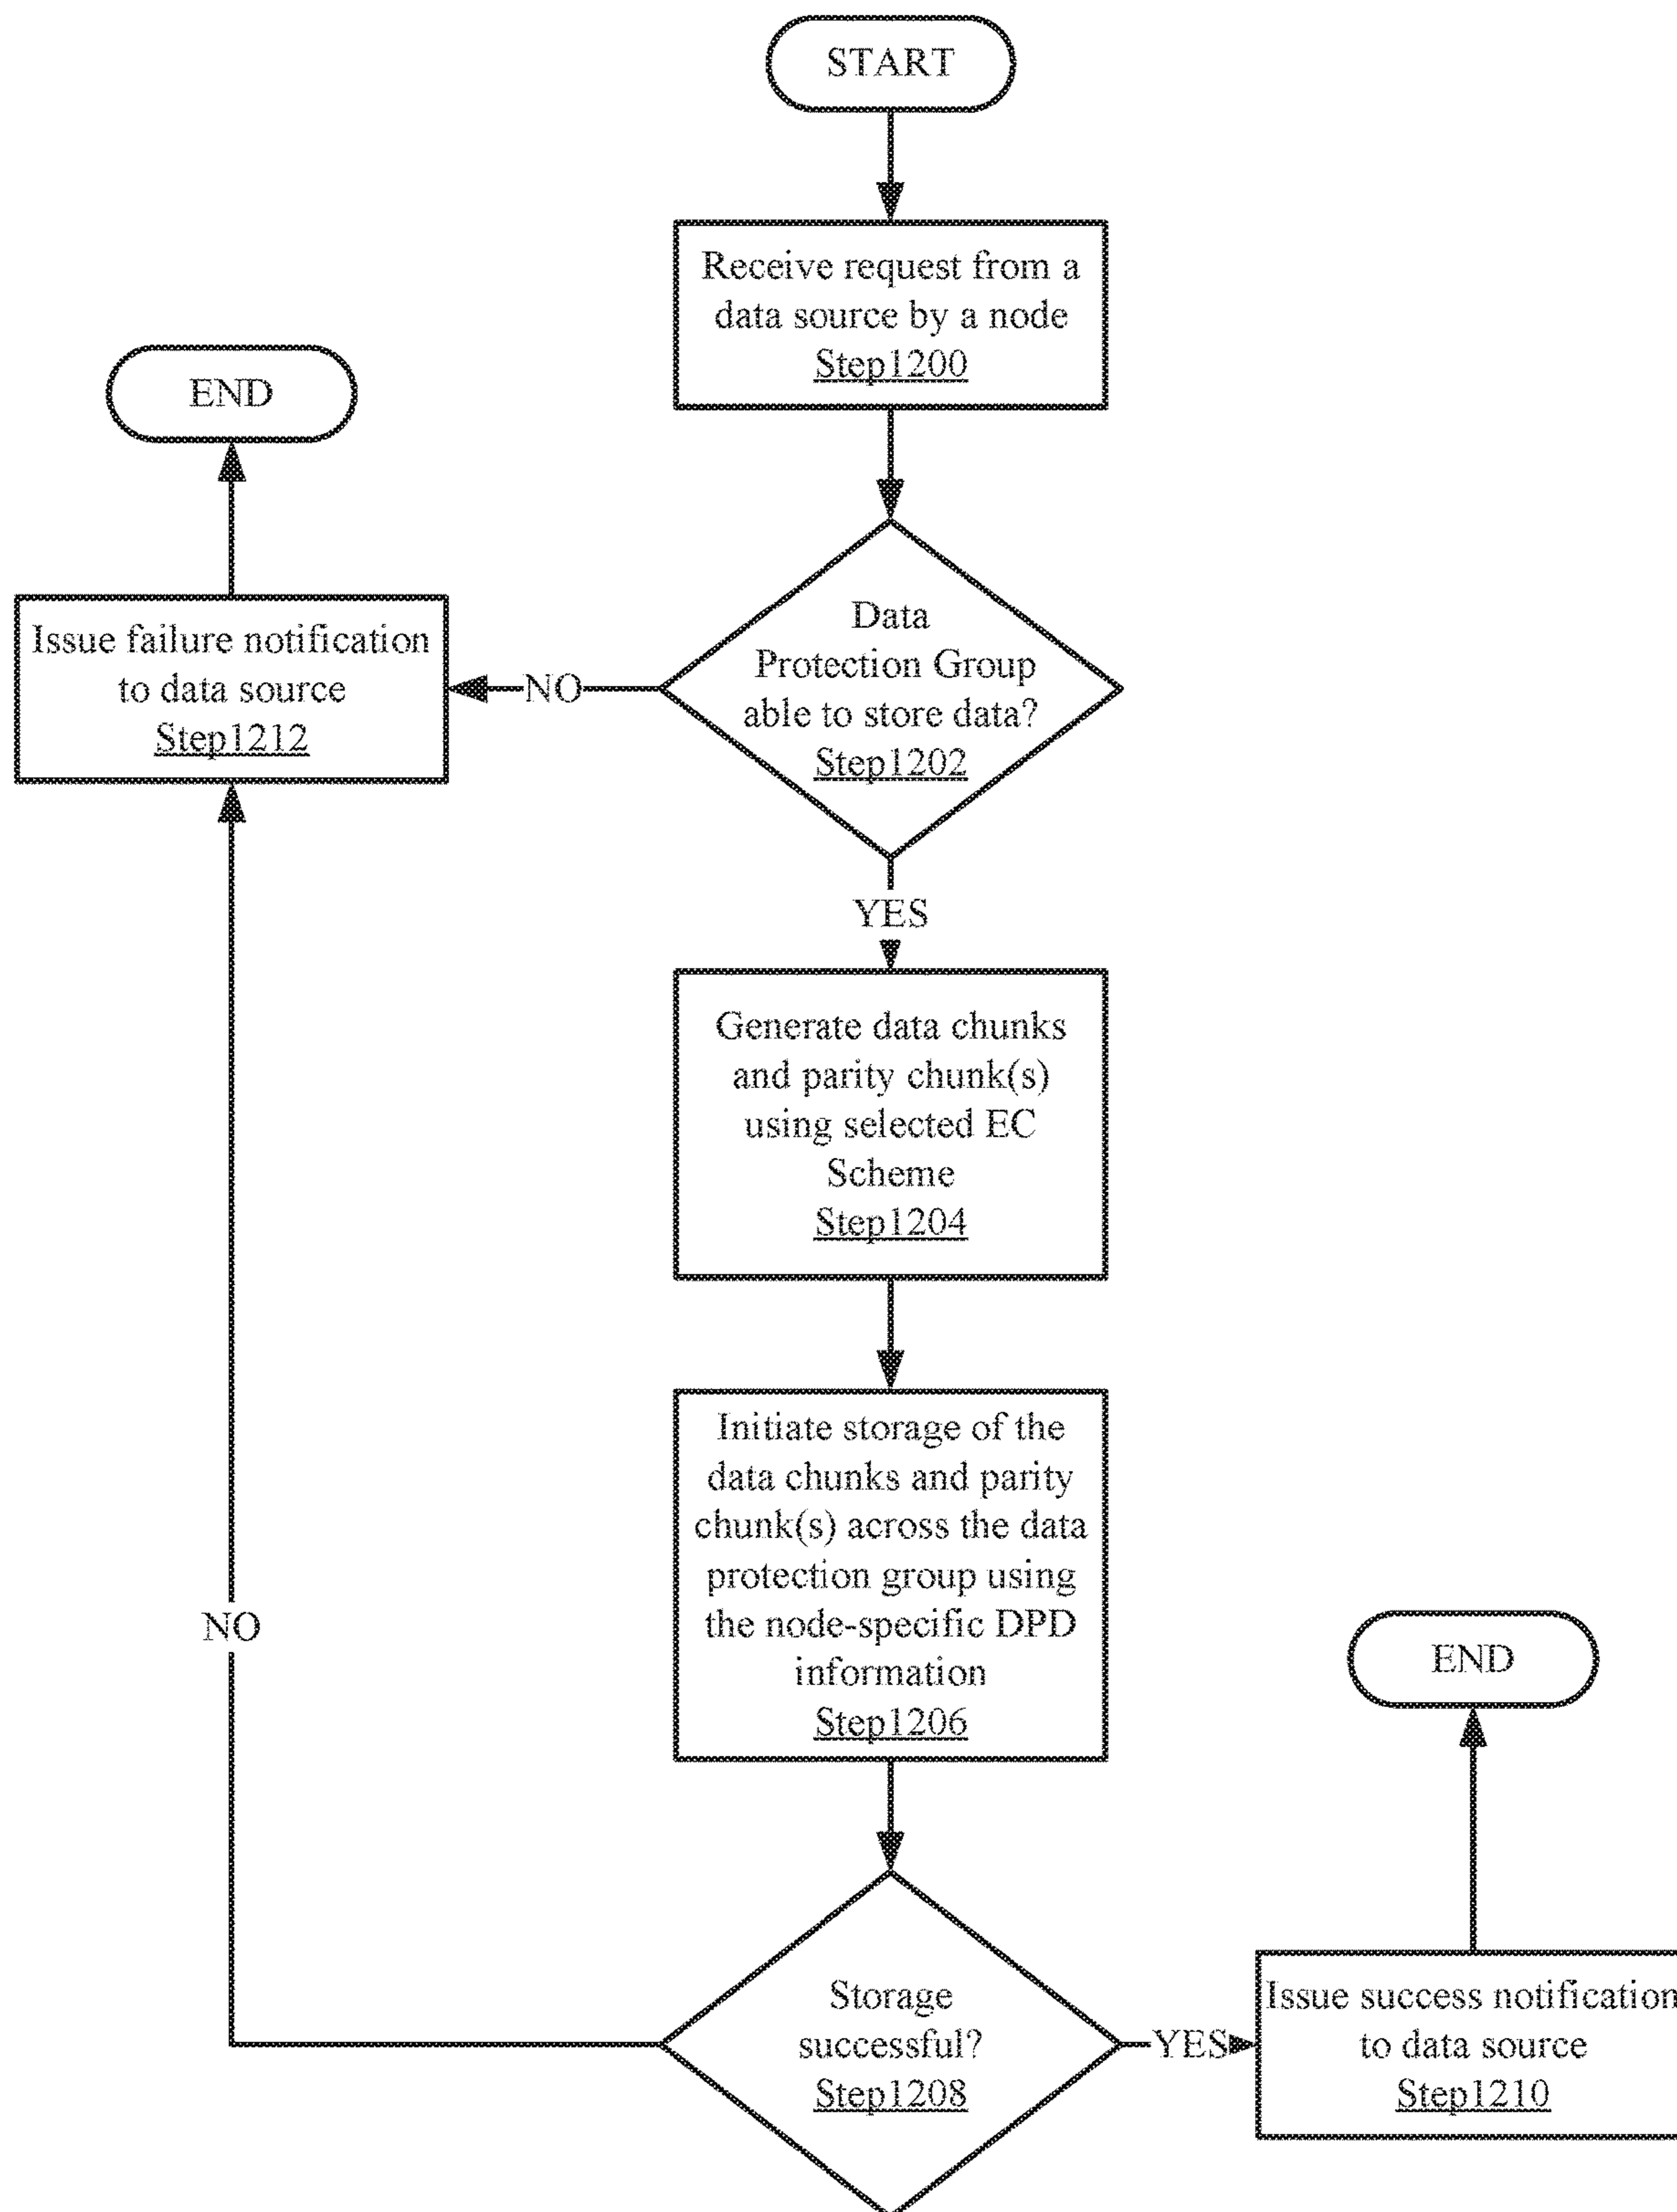 START
Receive request from a
data source by a node
Step1200
END
Data
Protection Group
able to store data?
Step1202
NO
Issue failure notification
to data source
Step1212
YES
Generate data chunks
and parity chunk(s)
using selected EC
Scheme
Step1204
Initiate storage of the
data chunks and parity
chunk(s) across the data
protection group using
the node-specific DPD
information
Step1206
NO
END
Storage
successful?
Step1208
YES
Issue success notification
to data source
Step1210